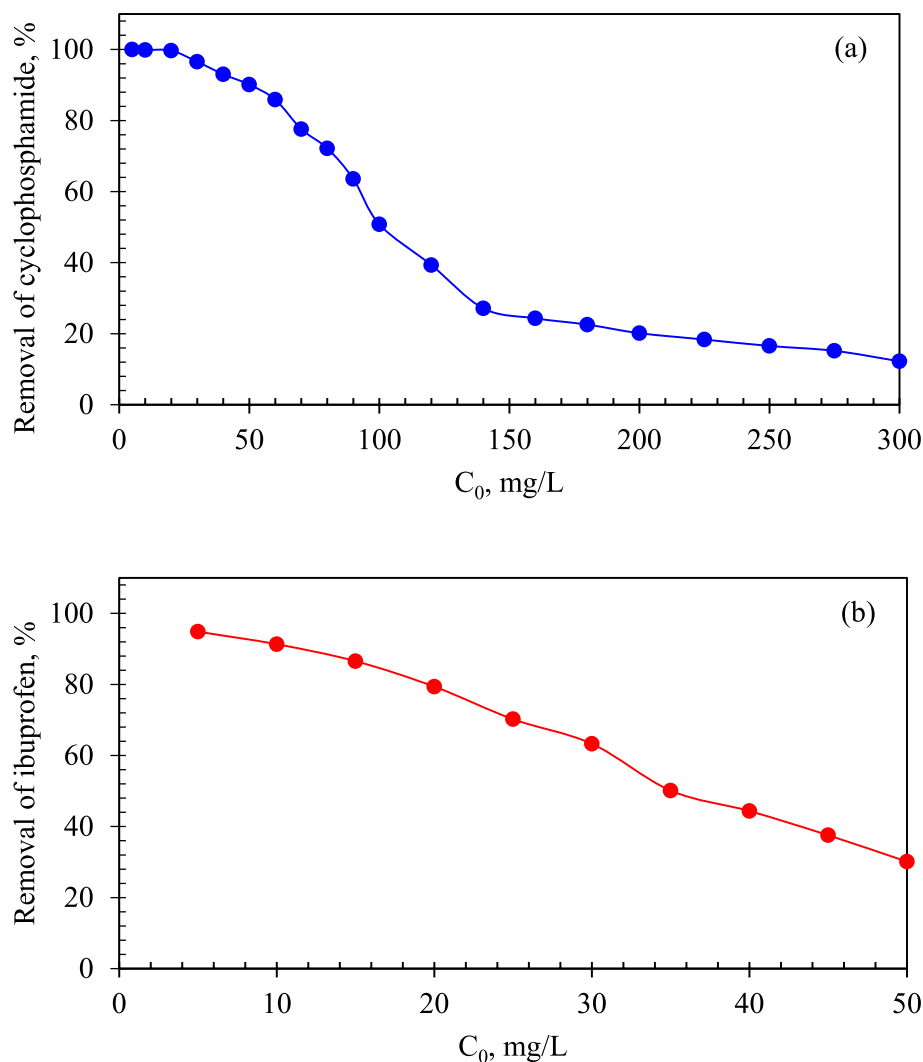 (a)
Removal of cyclophosphamide, %
100
80
60
40
20
0
0 50 100 150 200 250 300
C₀, mg/L
(b)
Removal of ibuprofen, %
100
80
60
40
20
0
0 10 20 30 40 50
C₀, mg/L